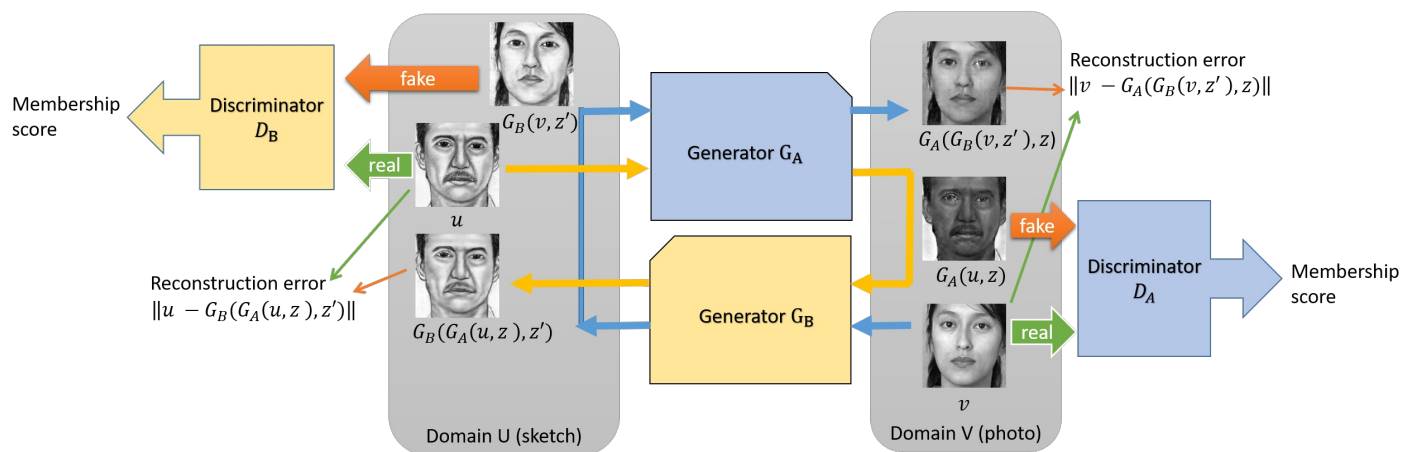 Membership
score
Discriminator
D_B
fake
real
G_B(v, z′)
u
G_B(G_A(u, z), z′)
Reconstruction error
‖u − G_B(G_A(u, z), z′)‖
Domain U (sketch)
Generator G_A
Generator G_B
G_A(G_B(v, z′), z)
G_A(u, z)
v
Domain V (photo)
Reconstruction error
‖v − G_A(G_B(v, z′), z)‖
fake
real
Discriminator
D_A
Membership
score